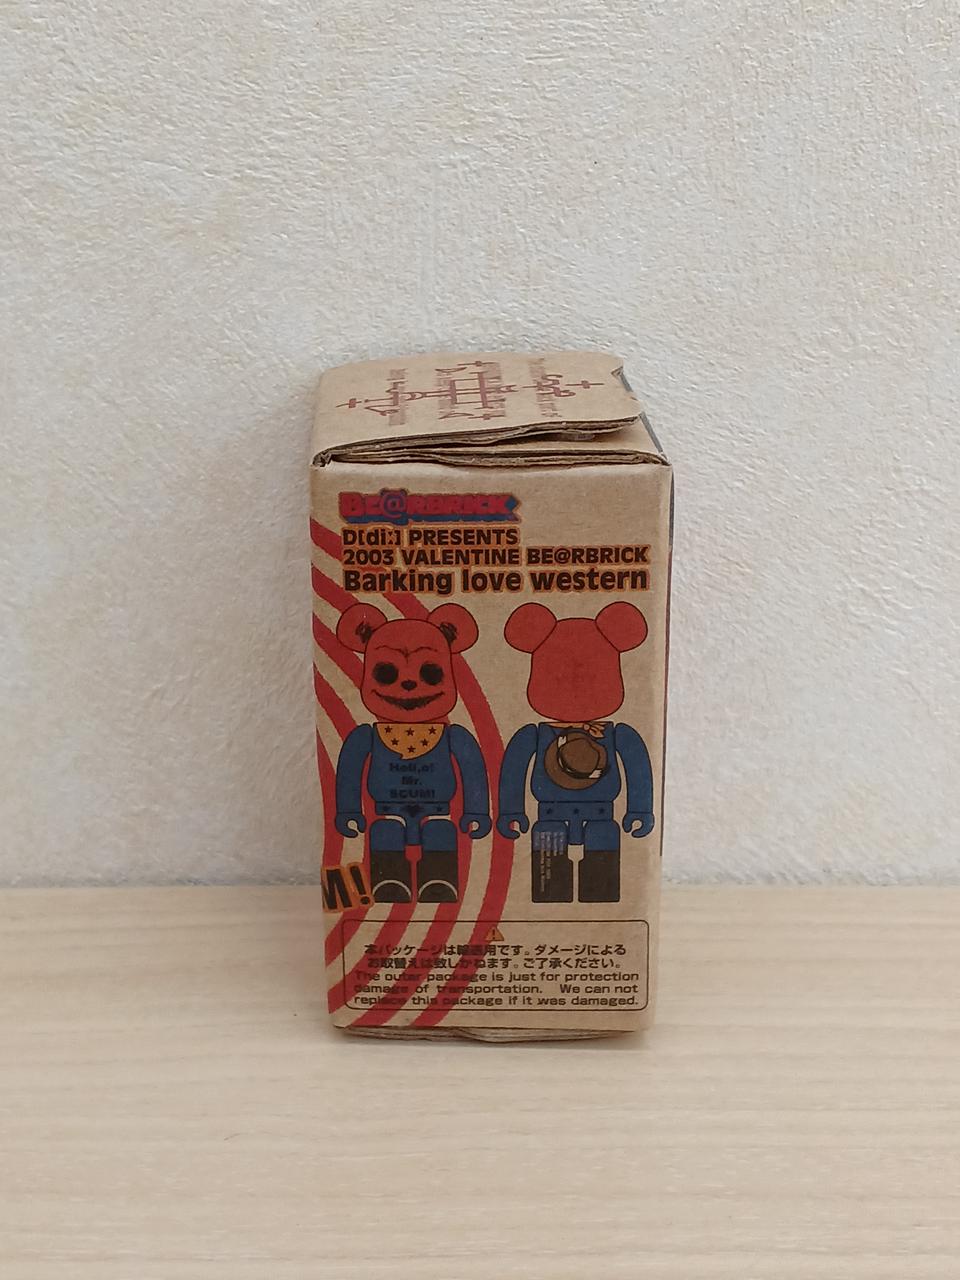 BE@RBRICK
D[di:] PRESENTS
2003 VALENTINE BE@RBRICK
Barking love western
Hell,o!
Mr.
SCUM!
M!
本パッケージは輸送用です。ダメージによる
お取替えは致しかねます。ご了承ください。
The outer package is just for protection
damage of transportation. We can not
replace this package if it was damaged.